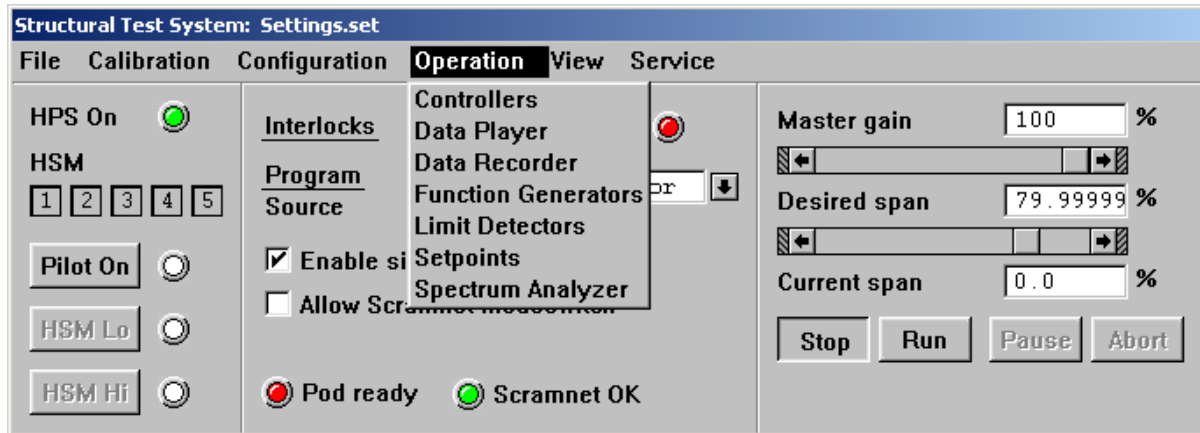 Structural Test System: Settings.set
File Calibration Configuration Operation View Service
HPS On
HSM
1 2 3 4 5
Pilot On
HSM Lo
HSM Hi
Interlocks
Program
Source
or
Enable si
Allow
Pod ready
Scramnet OK
Controllers
Data Player
Data Recorder
Function Generators
Limit Detectors
Setpoints
Spectrum Analyzer
Master gain 100 %
Desired span 79.99999 %
Current span 0.0 %
Stop Run Pause Abort